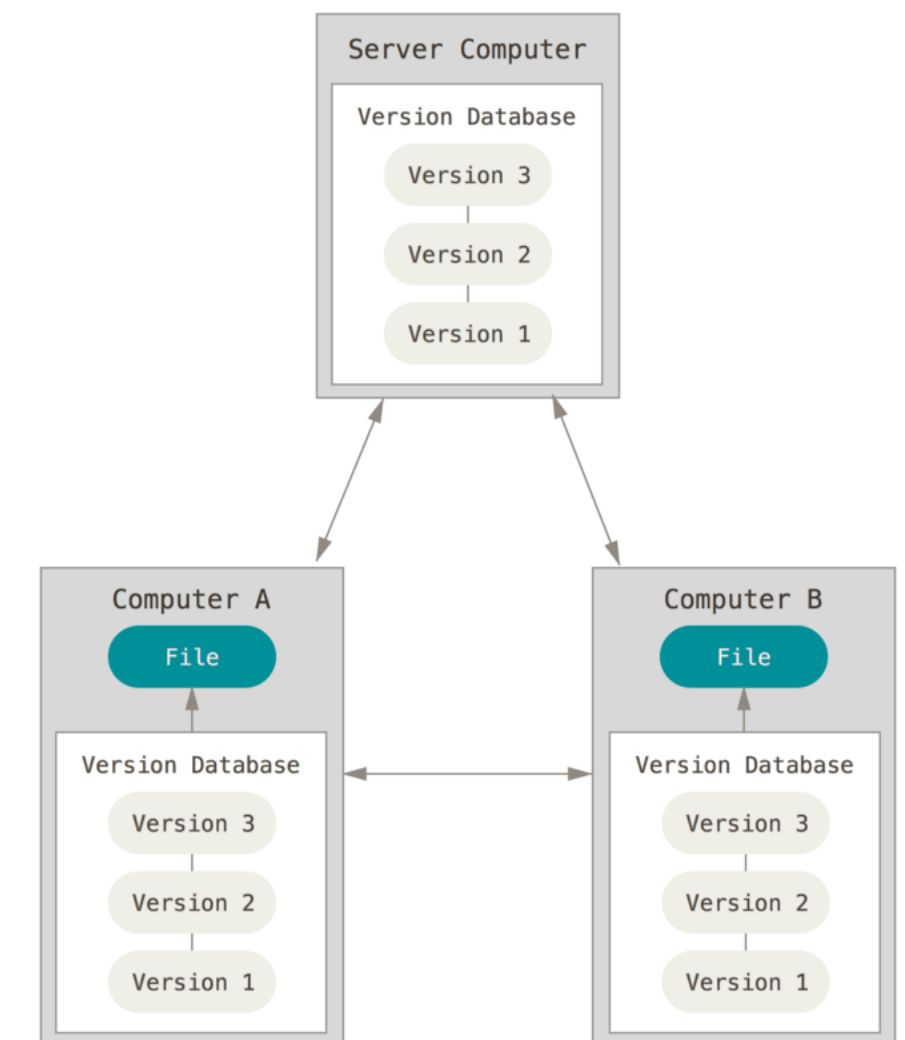 Server Computer
Version Database
Version 3
Version 2
Version 1
Computer A
File
Version Database
Version 3
Version 2
Version 1
Computer B
File
Version Database
Version 3
Version 2
Version 1